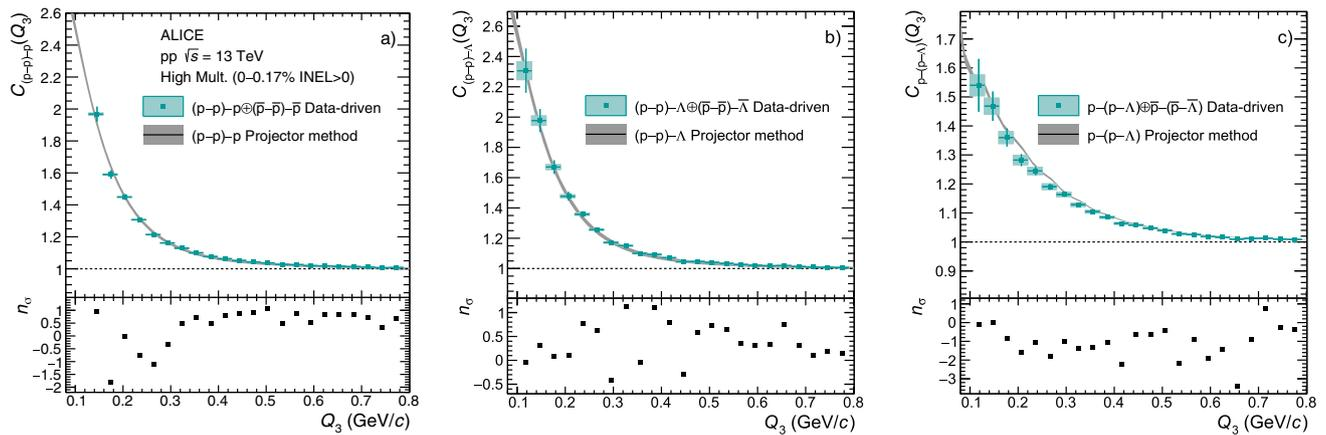 C(p–p)–p(Q3)
2.6
2.4
2.2
2
1.8
1.6
1.4
1.2
1
ALICE
pp √s = 13 TeV
High Mult. (0–0.17% INEL>0)
a)
(p–p)–p⊕(p̅–p̅)–p̅ Data-driven
(p–p)–p Projector method
nσ
1
0.5
0
−0.5
−1
−1.5
−2
0.1 0.2 0.3 0.4 0.5 0.6 0.7 0.8
Q3 (GeV/c)
C(p–p)–Λ(Q3)
2.6
2.4
2.2
2
1.8
1.6
1.4
1.2
1
b)
(p–p)–Λ⊕(p̅–p̅)–Λ̅ Data-driven
(p–p)–Λ Projector method
nσ
1
0.5
0
−0.5
0.1 0.2 0.3 0.4 0.5 0.6 0.7 0.8
Q3 (GeV/c)
Cp–(p–Λ)(Q3)
1.7
1.6
1.5
1.4
1.3
1.2
1.1
1
0.9
c)
p–(p–Λ)⊕p̅–(p̅–Λ̅) Data-driven
p–(p–Λ) Projector method
nσ
1
0
−1
−2
−3
0.1 0.2 0.3 0.4 0.5 0.6 0.7 0.8
Q3 (GeV/c)